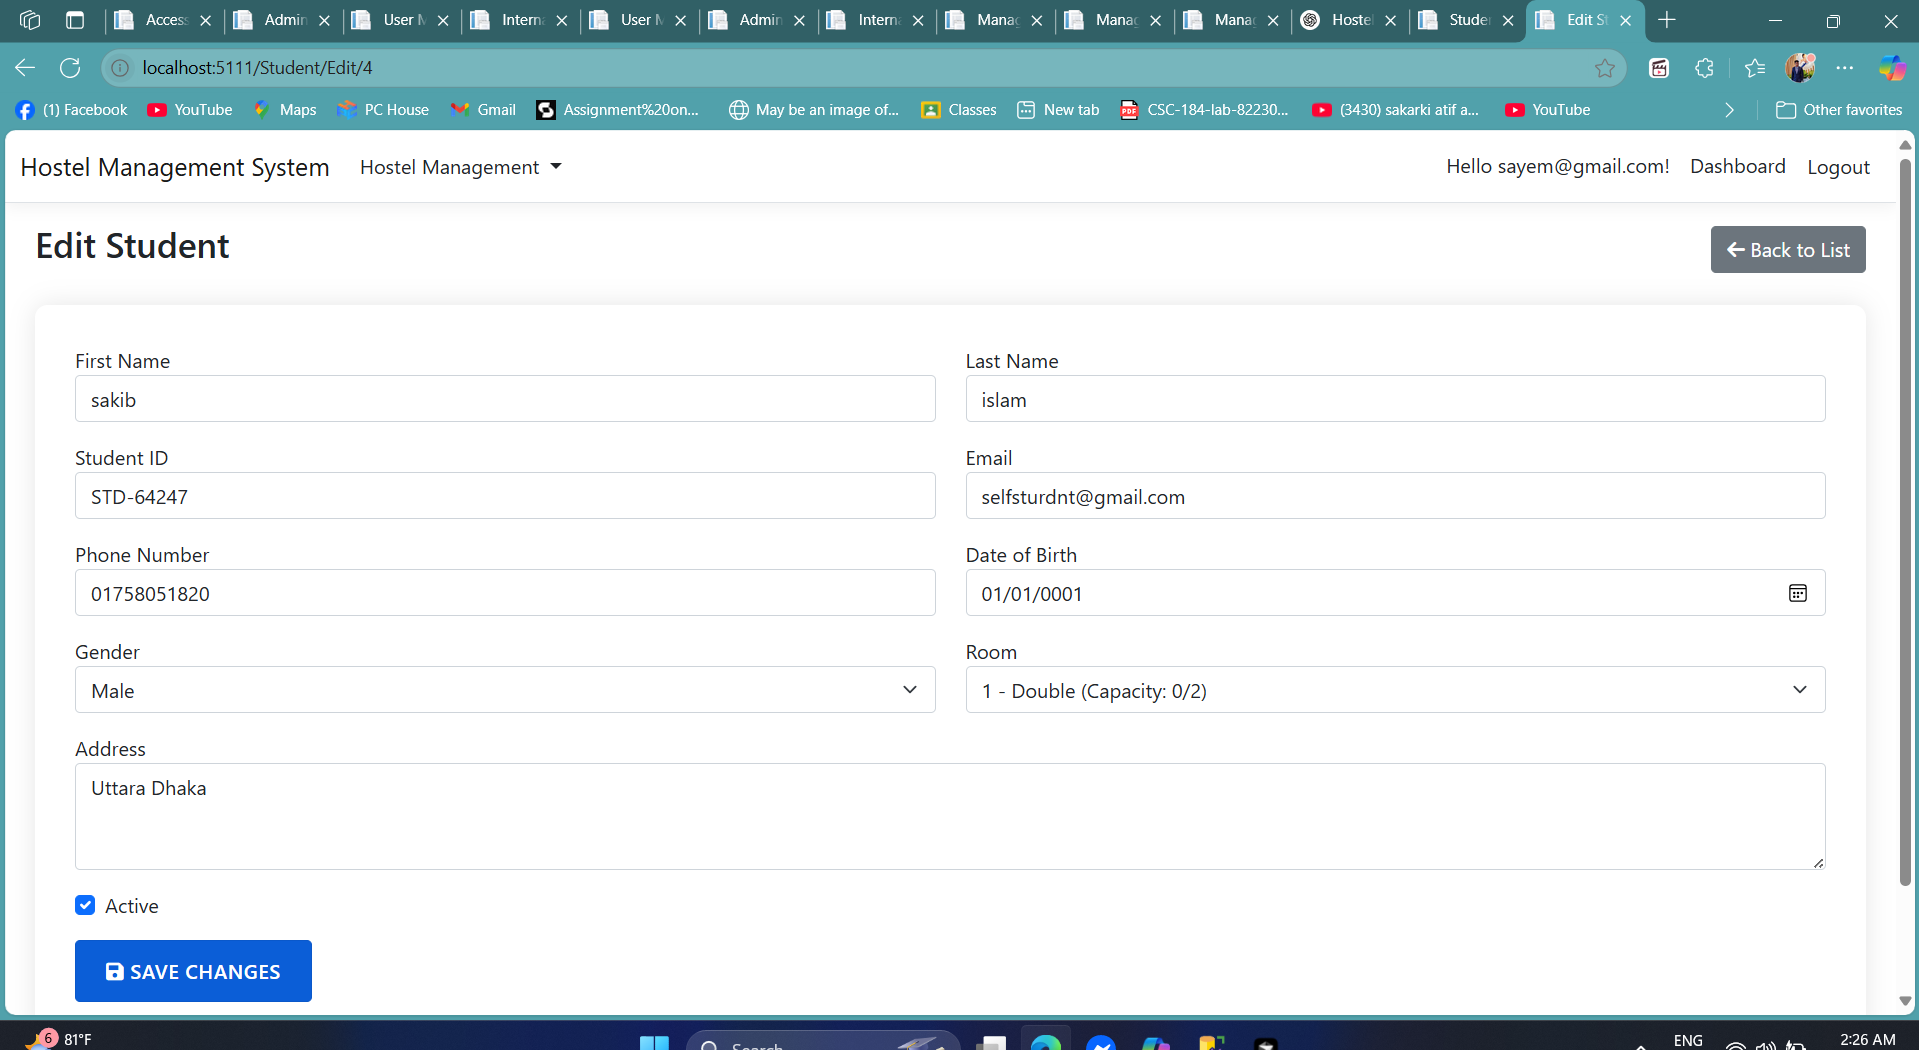 Access
Admin
User M
Interna
User M
Admin
Interna
Manag
Manag
Manag
Hostel
Studen
Edit St
localhost:5111/Student/Edit/4
(1) Facebook
YouTube
Maps
PC House
Gmail
Assignment%20on...
May be an image of...
Classes
New tab
CSC-184-lab-82230...
(3430) sakarki atif a...
YouTube
Other favorites
Hostel Management System
Hostel Management
Hello sayem@gmail.com!
Dashboard
Logout
Edit Student
Back to List
First Name
Last Name
sakib
islam
Student ID
Email
STD-64247
selfsturdnt@gmail.com
Phone Number
Date of Birth
01758051820
01/01/0001
Gender
Room
Male
1 - Double (Capacity: 0/2)
Address
Uttara Dhaka
Active
SAVE CHANGES
6
81°F
Search
ENG
2:26 AM